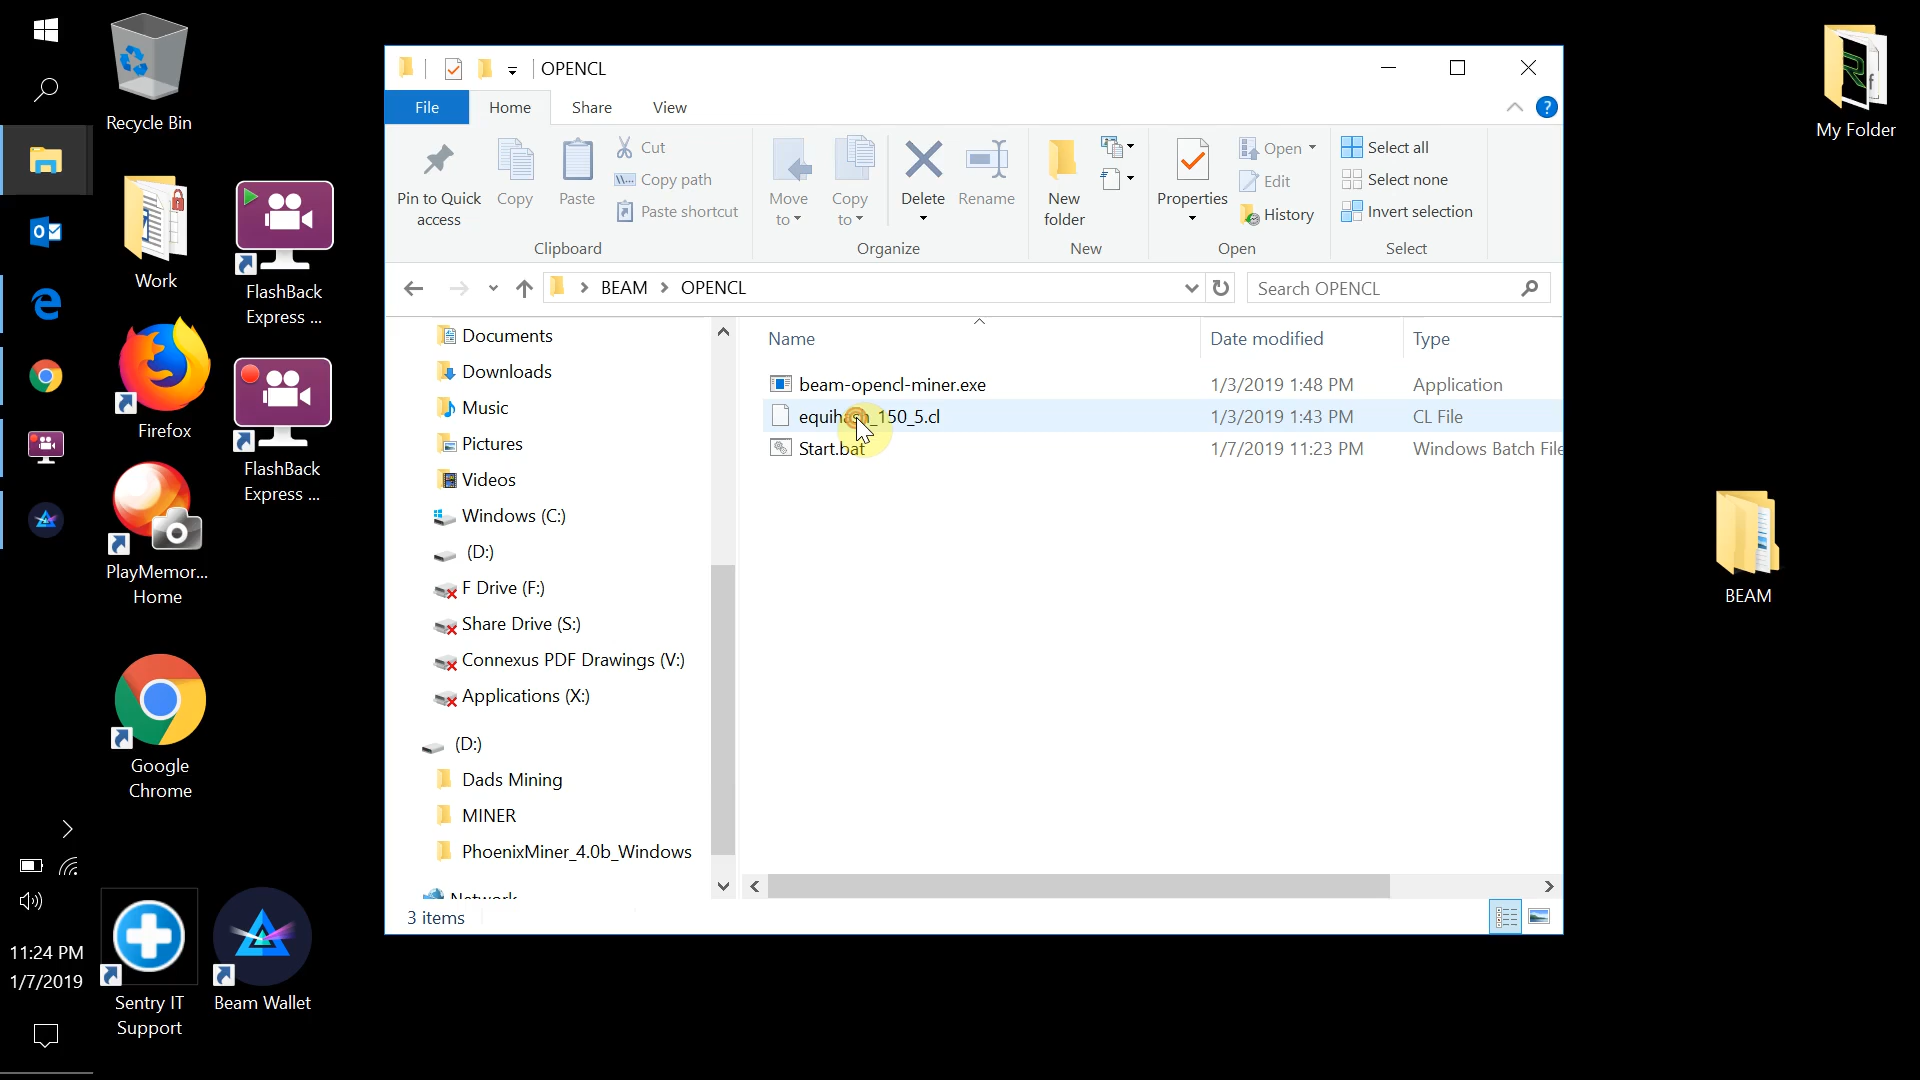 Recycle Bin
Work
FlashBack
Express ...
Firefox
FlashBack
Express ...
PlayMemor...
Home
Google
Chrome
Sentry IT
Support
Beam Wallet
11:24 PM
1/7/2019
My Folder
BEAM
OPENCL
File
Home
Share
View
?
Pin to Quick
access
Copy
Paste
Cut
Copy path
Paste shortcut
Clipboard
Move
to
Copy
to
Delete
Rename
Organize
New
folder
New
Properties
Open
Edit
History
Open
Select all
Select none
Invert selection
Select
BEAM > OPENCL
Search OPENCL
Documents
Downloads
Music
Pictures
Videos
Windows (C:)
(D:)
F Drive (F:)
Share Drive (S:)
Connexus PDF Drawings (V:)
Applications (X:)
(D:)
Dads Mining
MINER
PhoenixMiner_4.0b_Windows
Network
Name Date modified Type
beam-opencl-miner.exe 1/3/2019 1:48 PM Application
equihash_150_5.cl 1/3/2019 1:43 PM CL File
Start.bat 1/7/2019 11:23 PM Windows Batch File
3 items